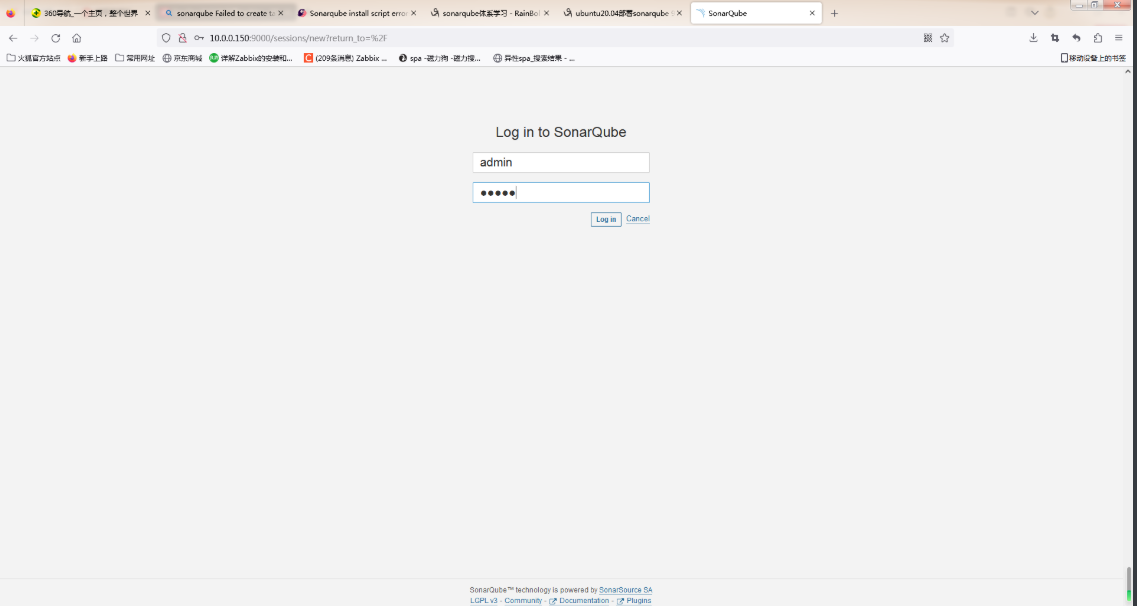 360导航_一个主页，整个世界
sonarqube Failed to create ta
Sonarqube install script erro
sonarqube体系学习 - RainBol
ubuntu20.04部署sonarqube
SonarQube
10.0.0.150:9000/sessions/new?return_to=%2F
火狐官方站点
新手上路
常用网址
京东商城
详解Zabbix的安装和...
(209条消息) Zabbix ...
spa -磁力狗 -磁力搜...
异性spa_搜索结果 - ...
移动设备上的书签
Log in to SonarQube
admin
Log in
Cancel
SonarQube™ technology is powered by SonarSource SA
LGPL v3 - Community - Documentation - Plugins